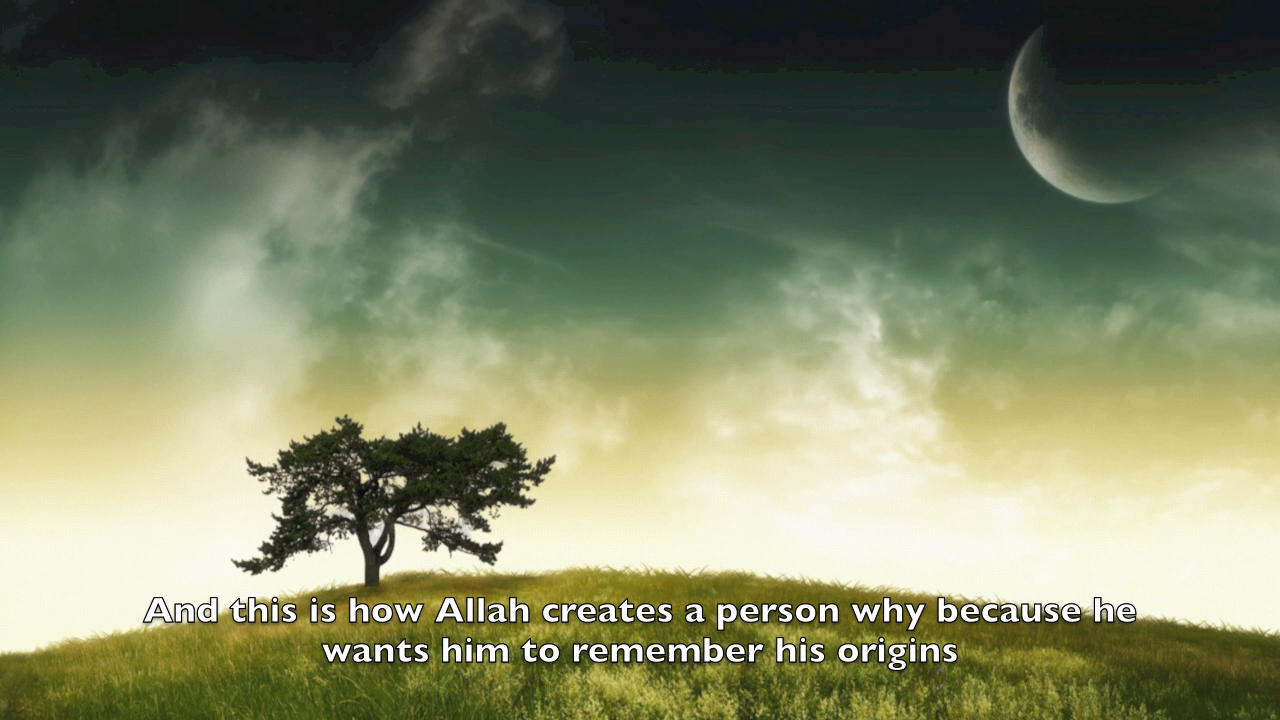 And this is how Allah creates a person why because he
wants him to remember his origins